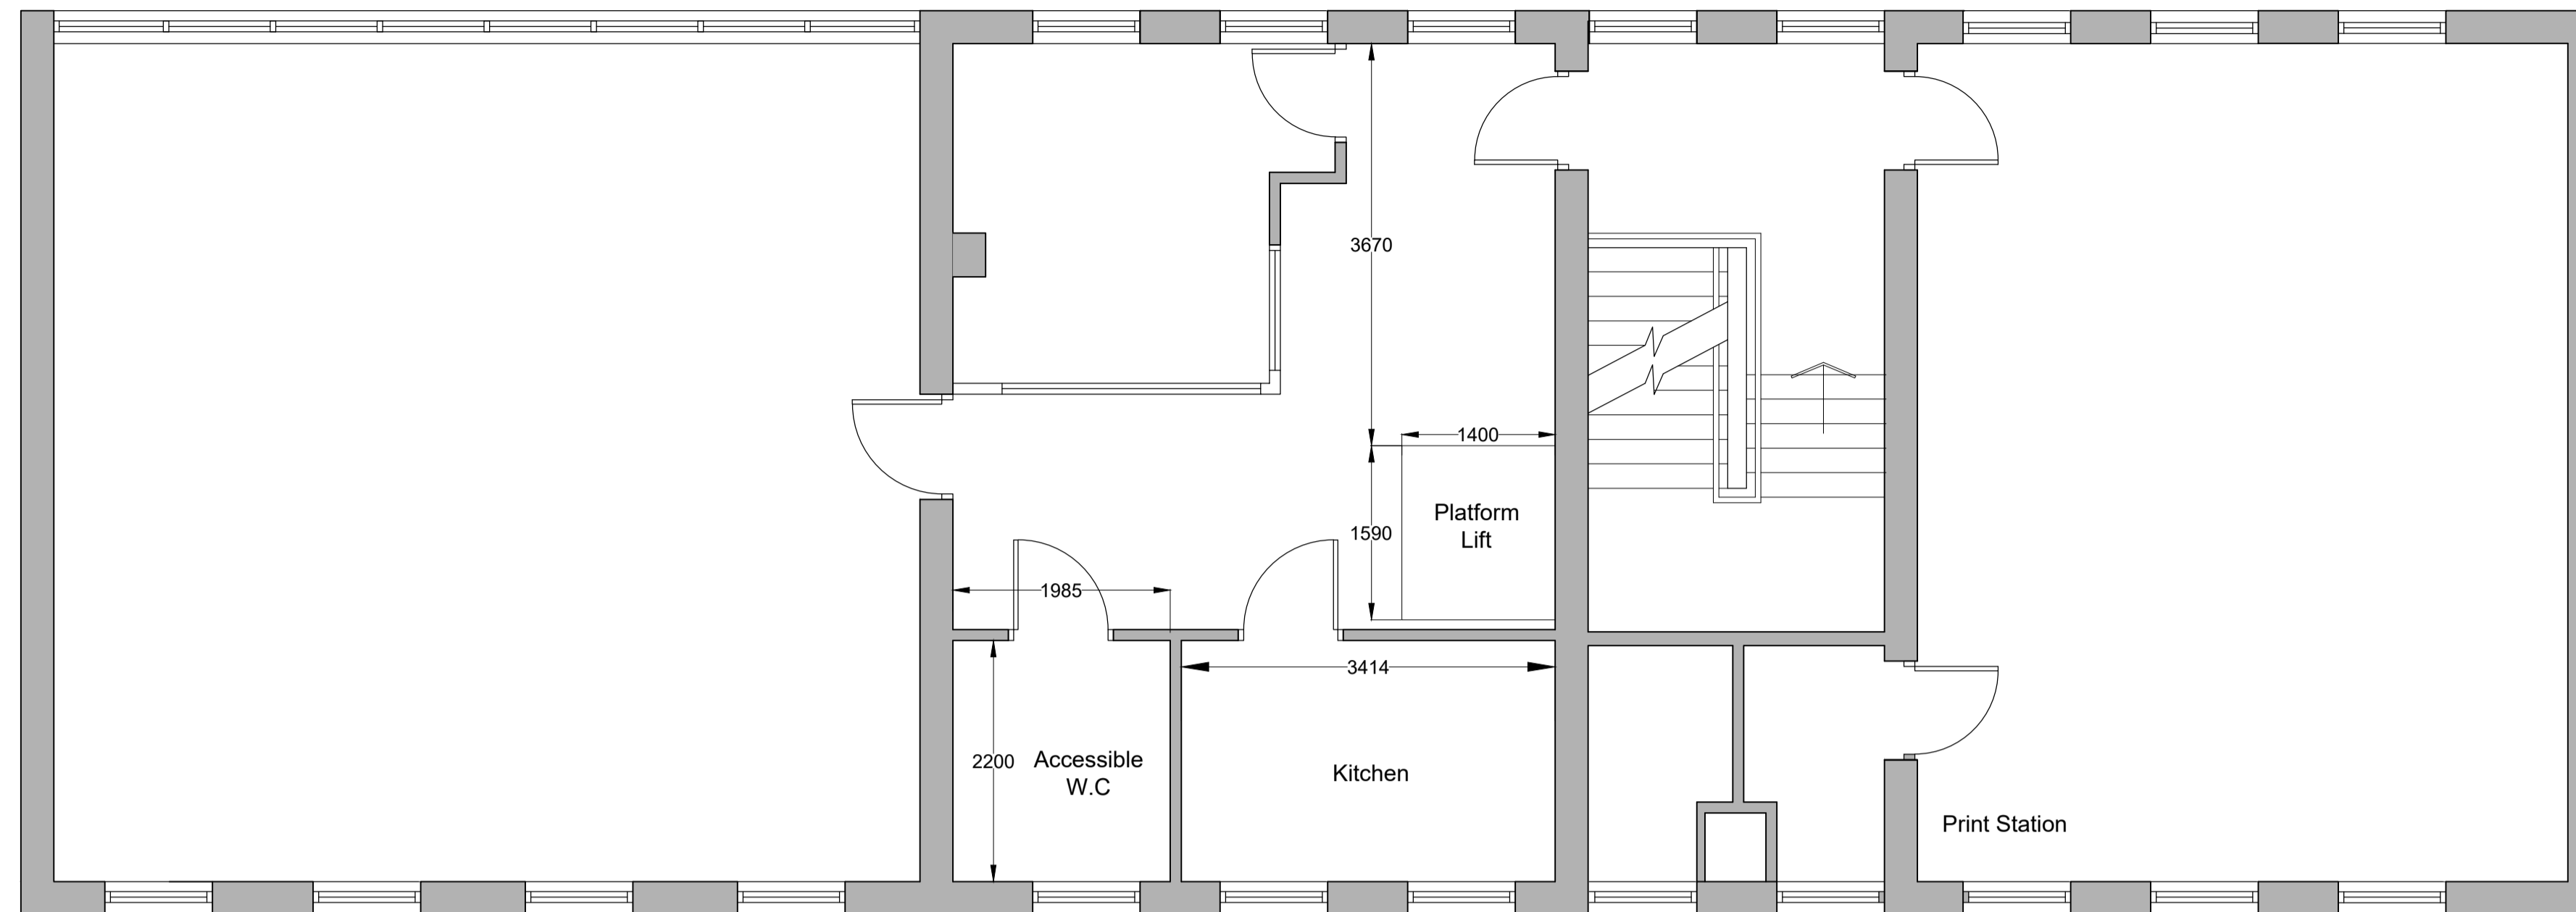 3670
1400
1590
Platform
Lift
1985
3414
2200
Accessible
W.C
Kitchen
Print Station